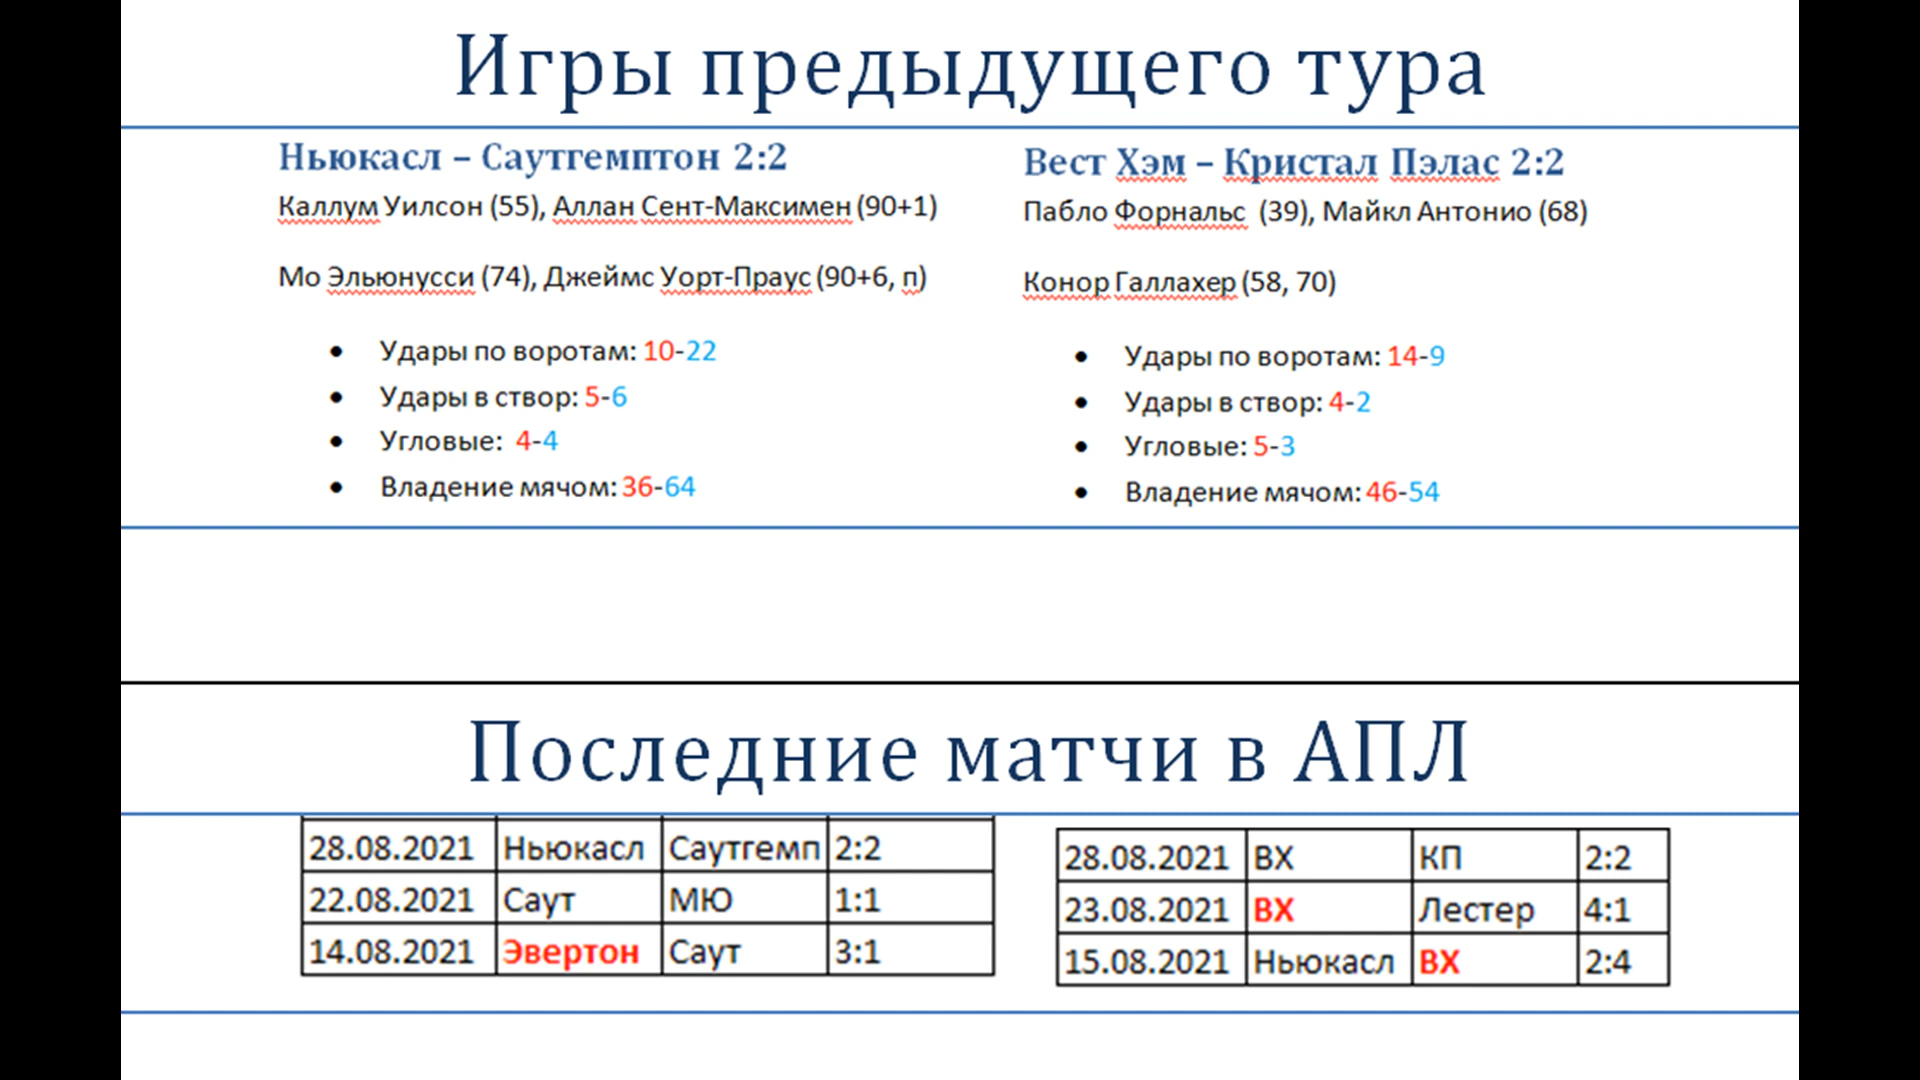 Игры предыдущего тура
Ньюкасл – Саутгемптон 2:2
Каллум Уилсон (55), Аллан Сент-Максимен (90+1)
Мо Эльюнусси (74), Джеймс Уорт-Праус (90+6, п)
• Удары по воротам: 10-22
• Удары в створ: 5-6
• Угловые: 4-4
• Владение мячом: 36-64
Вест Хэм – Кристал Пэлас 2:2
Пабло Форнальс (39), Майкл Антонио (68)
Конор Галлахер (58, 70)
• Удары по воротам: 14-9
• Удары в створ: 4-2
• Угловые: 5-3
• Владение мячом: 46-54
Последние матчи в АПЛ
28.08.2021 Ньюкасл Саутгемп 2:2
22.08.2021 Саут МЮ 1:1
14.08.2021 Эвертон Саут 3:1
28.08.2021 ВХ КП 2:2
23.08.2021 ВХ Лестер 4:1
15.08.2021 Ньюкасл ВХ 2:4